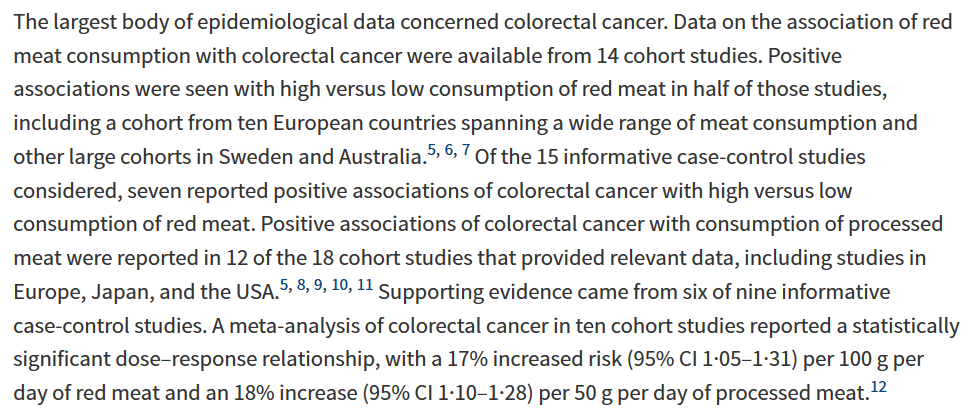 The largest body of epidemiological data concerned colorectal cancer. Data on the association of red
meat consumption with colorectal cancer were available from 14 cohort studies. Positive
associations were seen with high versus low consumption of red meat in half of those studies,
including a cohort from ten European countries spanning a wide range of meat consumption and
other large cohorts in Sweden and Australia.5, 6, 7 Of the 15 informative case-control studies
considered, seven reported positive associations of colorectal cancer with high versus low
consumption of red meat. Positive associations of colorectal cancer with consumption of processed
meat were reported in 12 of the 18 cohort studies that provided relevant data, including studies in
Europe, Japan, and the USA.5, 8, 9, 10, 11 Supporting evidence came from six of nine informative
case-control studies. A meta-analysis of colorectal cancer in ten cohort studies reported a statistically
significant dose–response relationship, with a 17% increased risk (95% CI 1·05–1·31) per 100 g per
day of red meat and an 18% increase (95% CI 1·10–1·28) per 50 g per day of processed meat.12